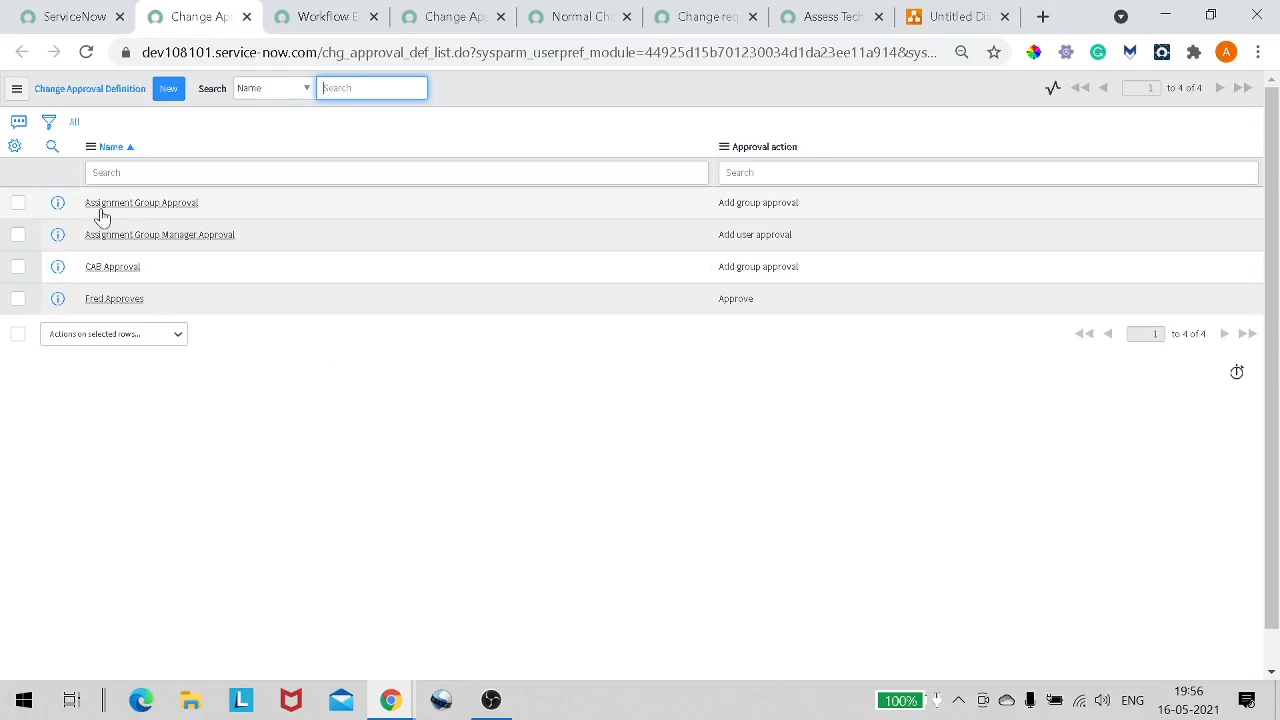 ServiceNow
Change App
Workflow E
Change Ap
Normal Ch
Change re
Assess Tech
Untitled Di
dev108101.service-now.com/chg_approval_def_list.do?sysparm_userpref_module=44925d15b701230034d1da23ee11a914&sys...
A
Change Approval Definition
New
Search
Name
Search
1
to 4 of 4
All
Name
Approval action
Search
Search
Assignment Group Approval
Add group approval
Assignment Group Manager Approval
Add user approval
CAB Approval
Add group approval
Fred Approves
Approve
Actions on selected rows...
1
to 4 of 4
L
100%
ENG
19:56
16-05-2021